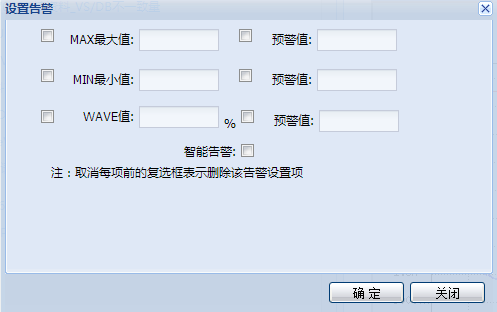 设置告警
MAX最大值: 预警值:
MIN最小值: 预警值:
WAVE值: % 预警值:
智能告警:
注：取消每项前的复选框表示删除该告警设置项
确 定 关闭